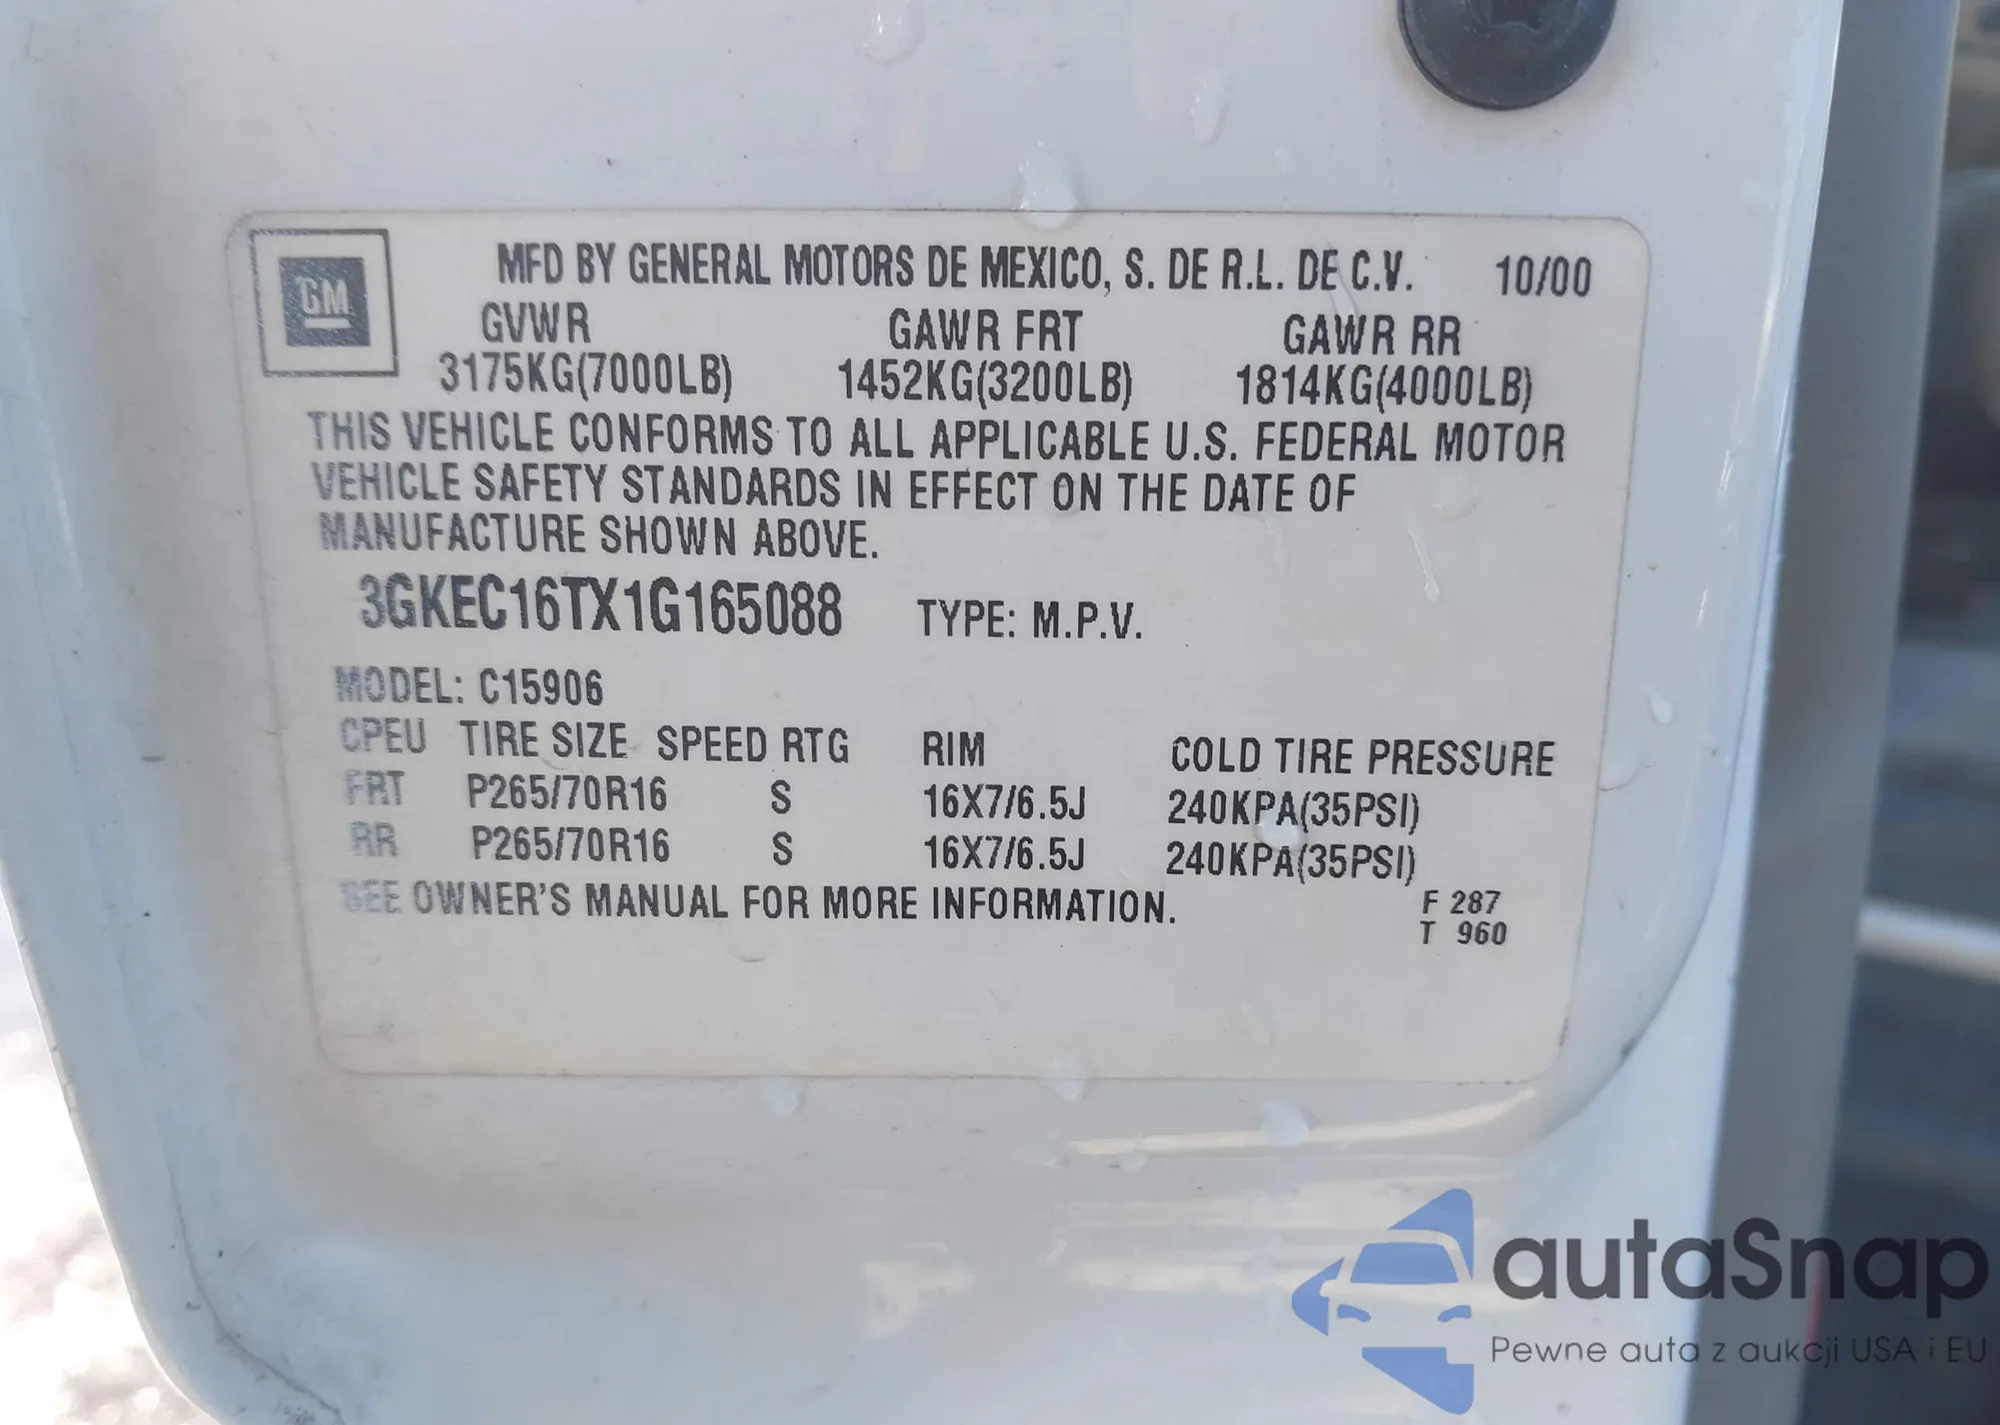 GM
MFD BY GENERAL MOTORS DE MEXICO, S. DE R.L. DE C.V. 10/00
GVWR GAWR FRT GAWR RR
3175KG(7000LB) 1452KG(3200LB) 1814KG(4000LB)
THIS VEHICLE CONFORMS TO ALL APPLICABLE U.S. FEDERAL MOTOR
VEHICLE SAFETY STANDARDS IN EFFECT ON THE DATE OF
MANUFACTURE SHOWN ABOVE.
3GKEC16TX1G165088 TYPE: M.P.V.
MODEL: C15906
CPEU TIRE SIZE SPEED RTG RIM COLD TIRE PRESSURE
FRT P265/70R16 S 16X7/6.5J 240KPA(35PSI)
RR P265/70R16 S 16X7/6.5J 240KPA(35PSI)
SEE OWNER'S MANUAL FOR MORE INFORMATION.
F 287
T 960
autaSnap
Pewne auta z aukcji USA i EU